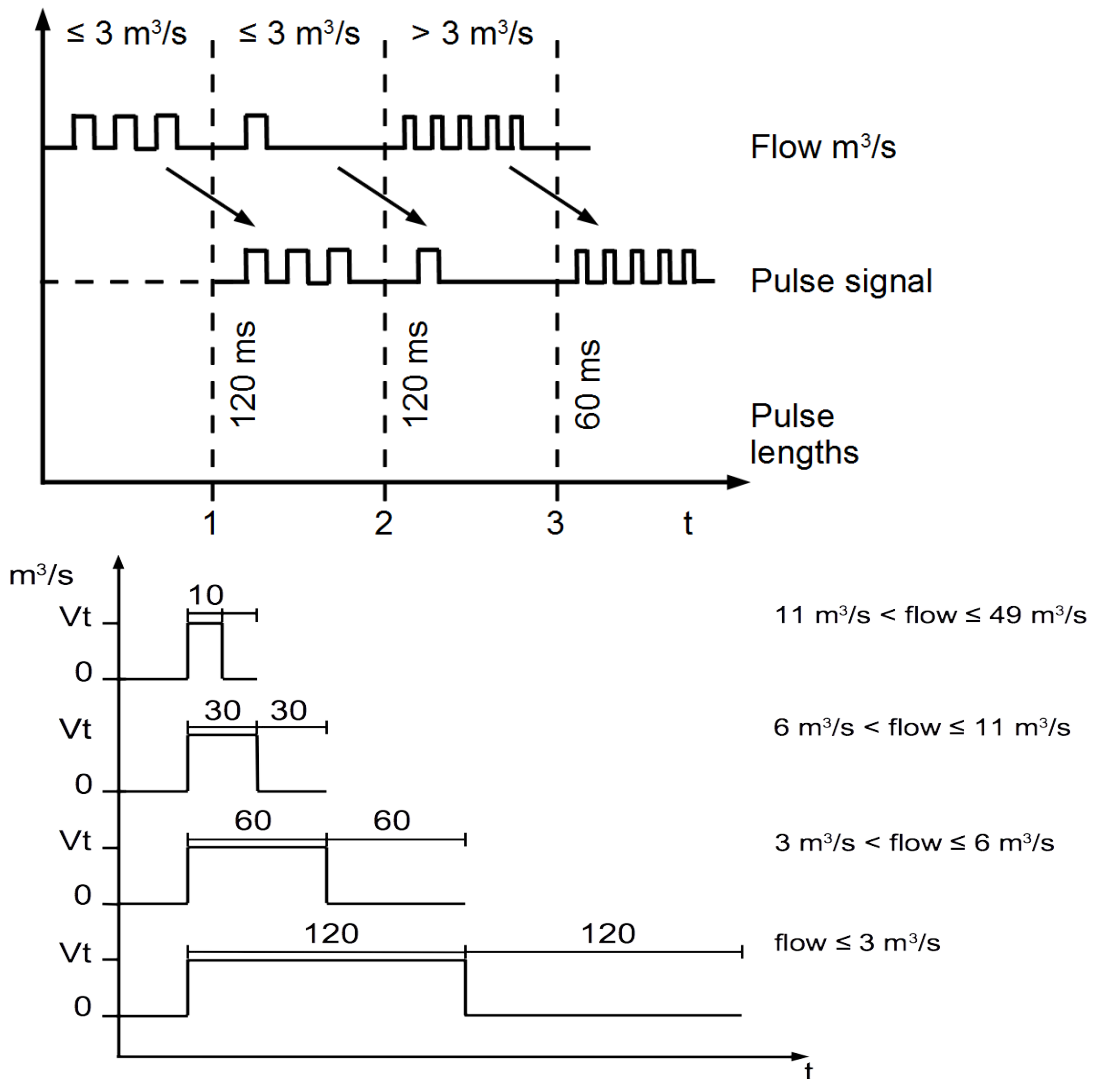 ≤ 3 m³/s ≤ 3 m³/s > 3 m³/s
Flow m³/s
Pulse signal
120 ms 120 ms 60 ms
Pulse
lengths
1 2 3 t
m³/s
10
Vt
0
11 m³/s < flow ≤ 49 m³/s
30 30
Vt
0
6 m³/s < flow ≤ 11 m³/s
60 60
Vt
0
3 m³/s < flow ≤ 6 m³/s
120 120
Vt
0
flow ≤ 3 m³/s
t